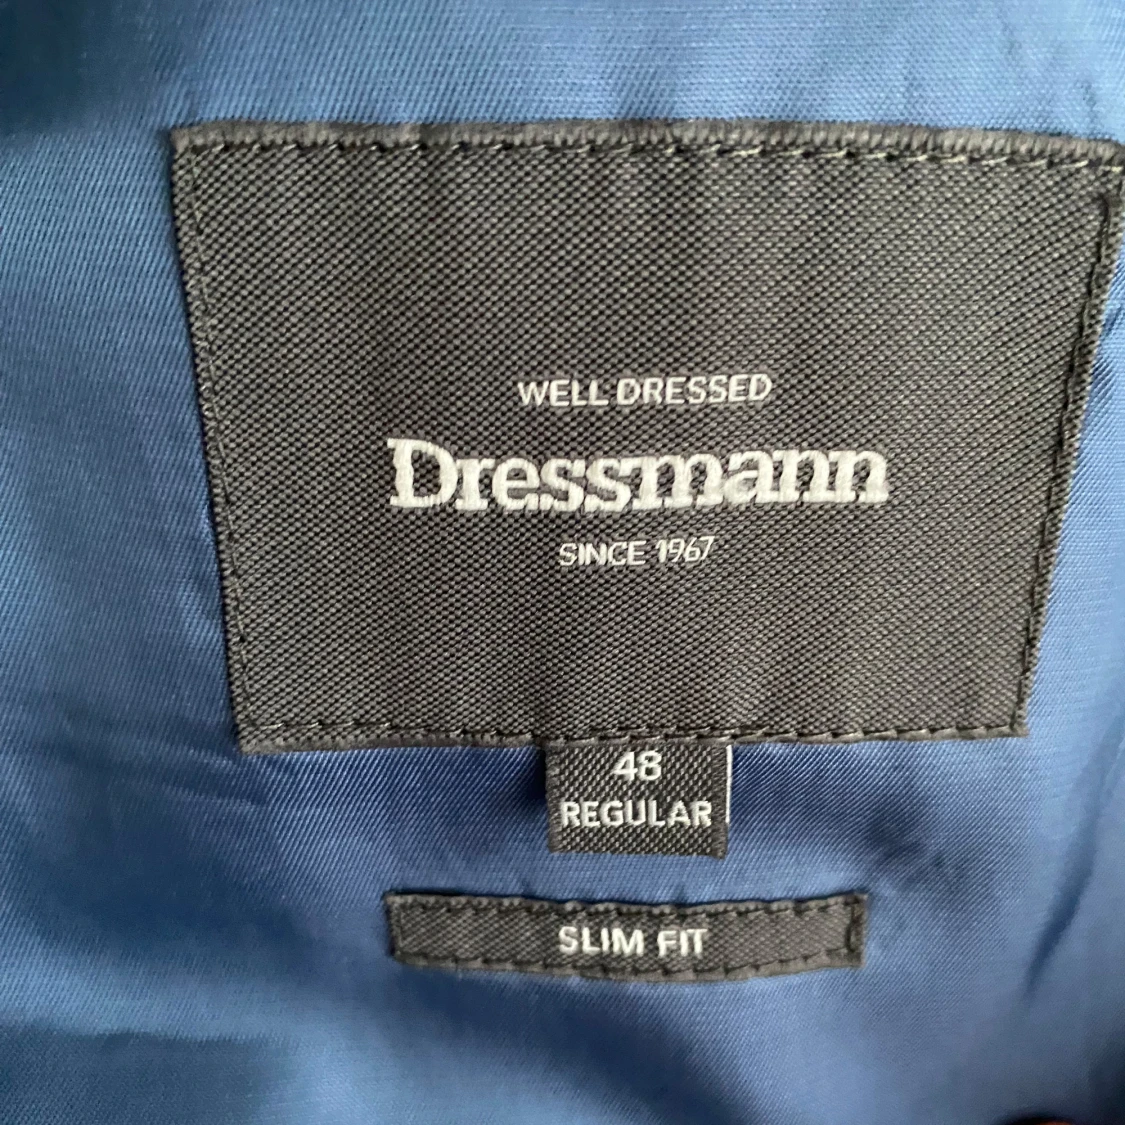 WELL DRESSED
Dressmann
SINCE 1967
48
REGULAR
SLIM FIT